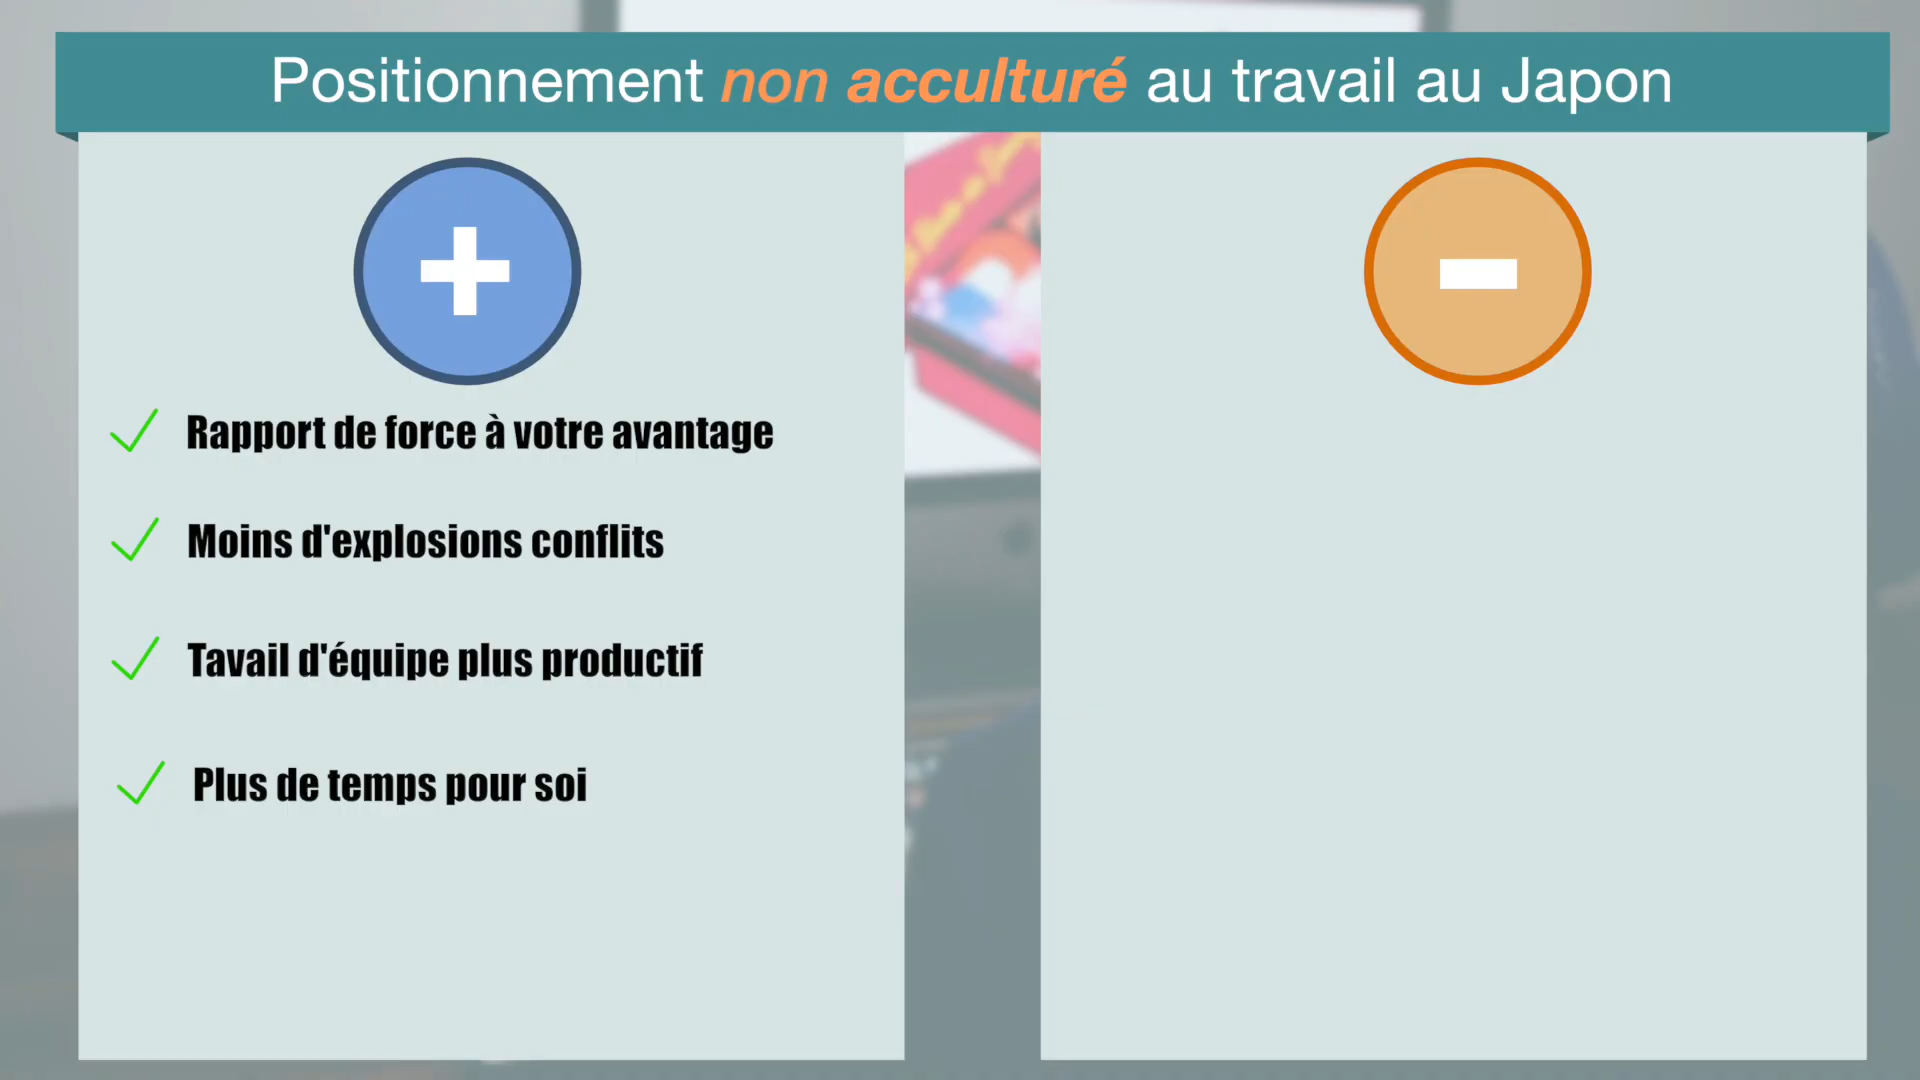 Positionnement non acculturé au travail au Japon
Rapport de force à votre avantage
Moins d'explosions conflits
Tavail d'équipe plus productif
Plus de temps pour soi